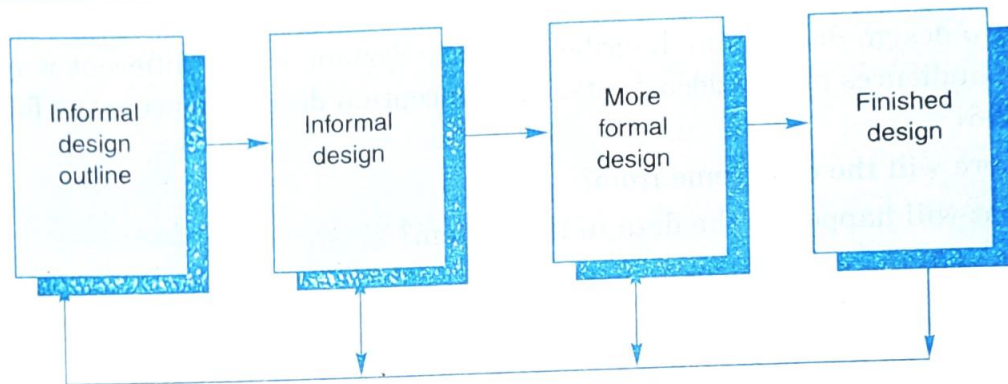 Informal
design
outline
Informal
design
More
formal
design
Finished
design